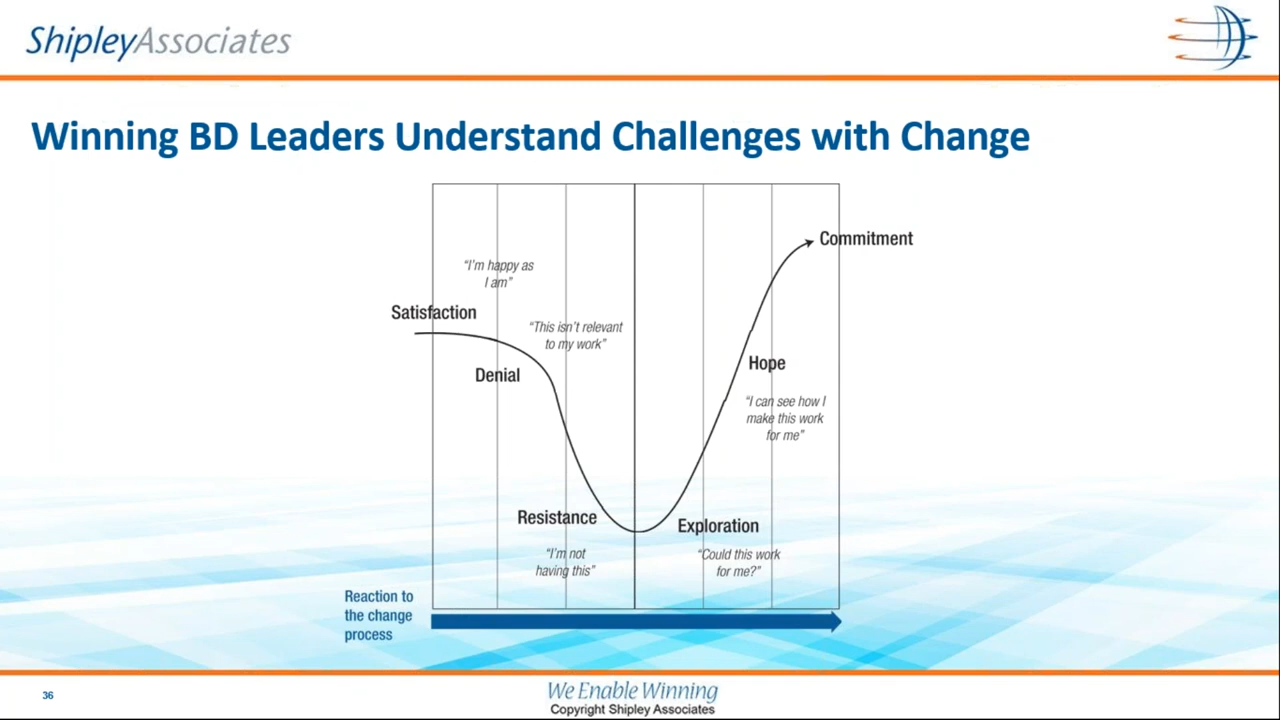 ShipleyAssociates
Winning BD Leaders Understand Challenges with Change
Commitment
“I’m happy as
I am”
Satisfaction
“This isn’t relevant
to my work”
Denial
Hope
“I can see how I
make this work
for me”
Resistance
Exploration
“I’m not
having this”
“Could this work
for me?”
Reaction to
the change
process
36
We Enable Winning
Copyright Shipley Associates